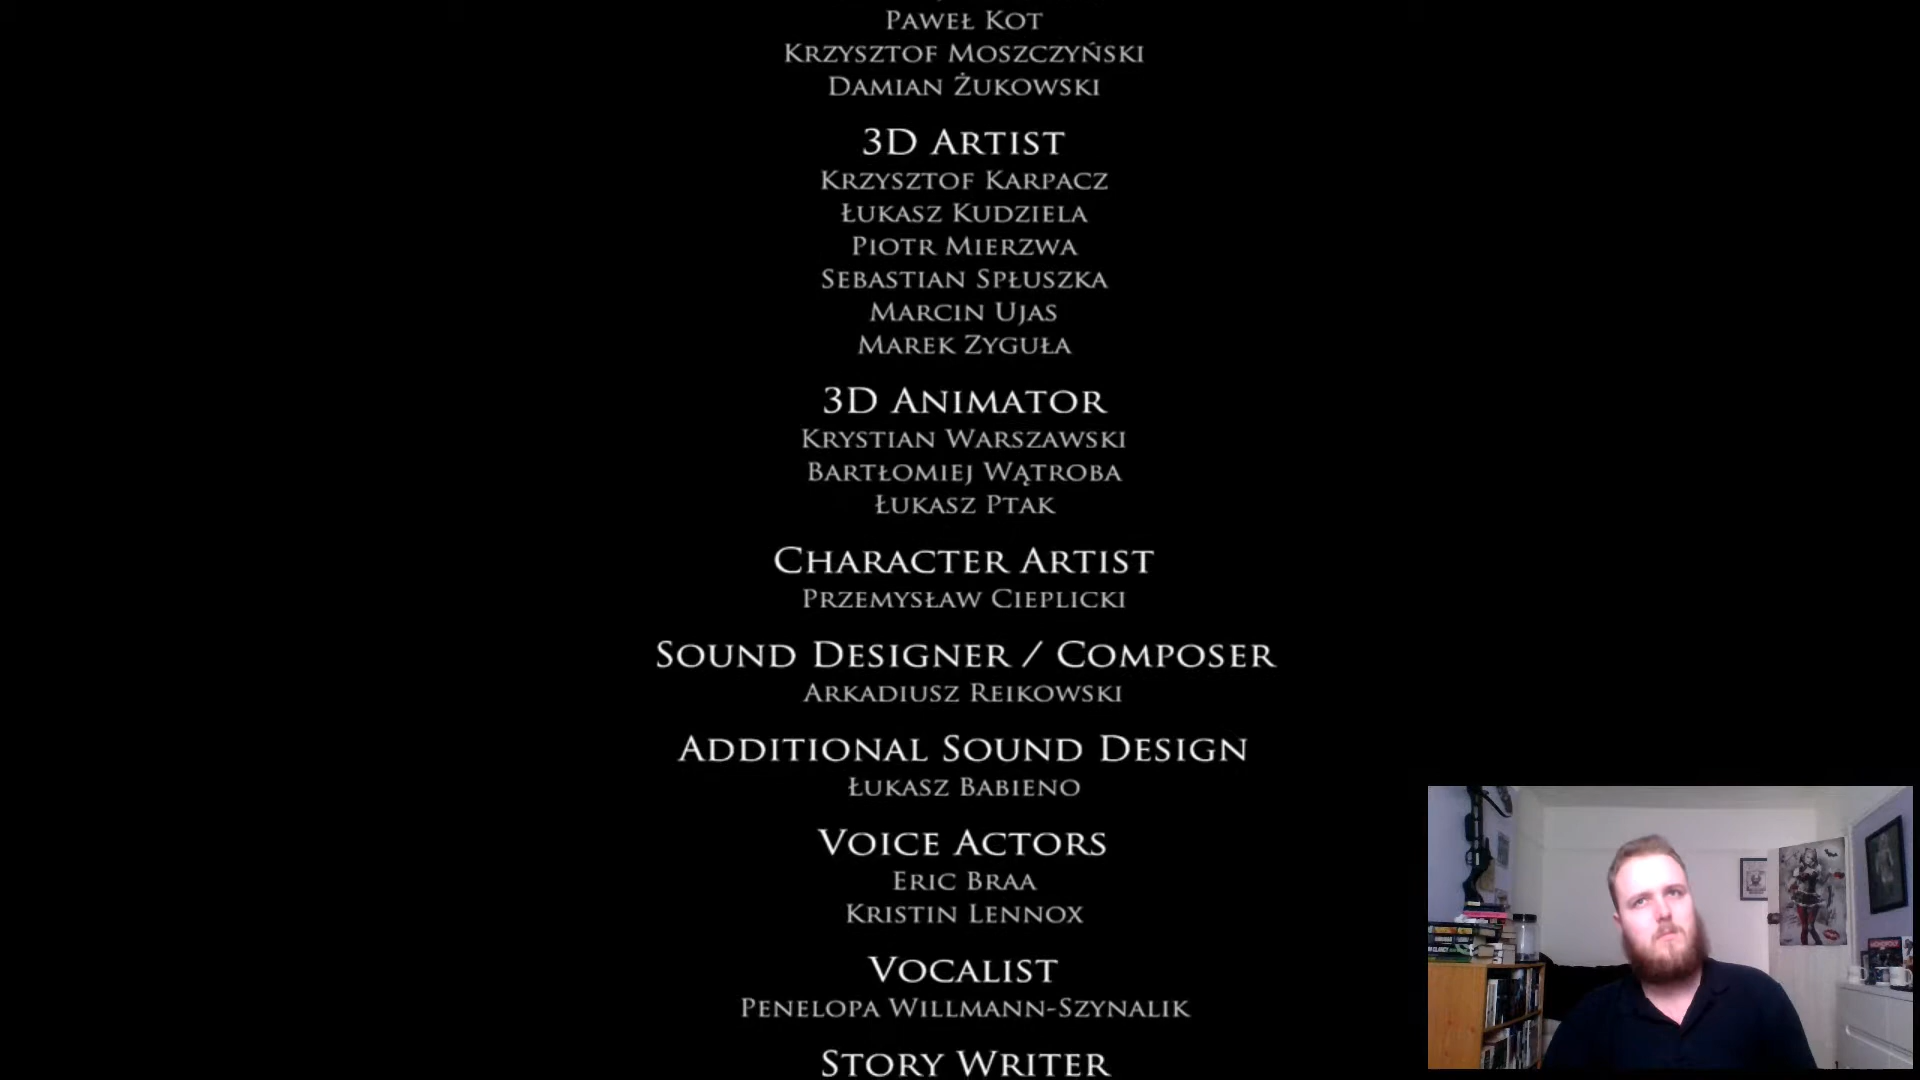 Paweł Kot
Krzysztof Moszczyński
Damian Żukowski
3D Artist
Krzysztof Karpacz
Łukasz Kudziela
Piotr Mierzwa
Sebastian Spłuszka
Marcin Ujas
Marek Zyguła
3D Animator
Krystian Warszawski
Bartłomiej Wątroba
Łukasz Ptak
Character Artist
Przemysław Cieplicki
Sound Designer / Composer
Arkadiusz Reikowski
Additional Sound Design
Łukasz Babieno
Voice Actors
Eric Braa
Kristin Lennox
Vocalist
Penelopa Willmann-Szynalik
Story Writer